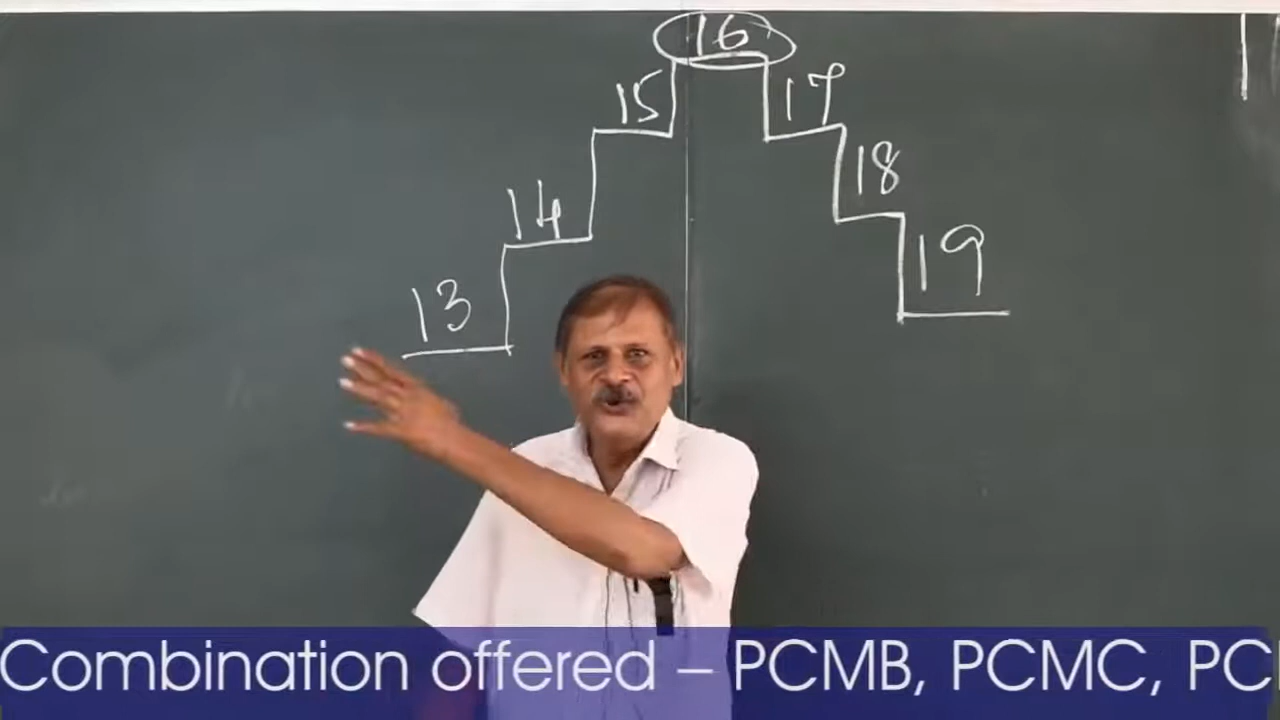 16
15 17
14 18
13 19
Combination offered – PCMB, PCMC, PC